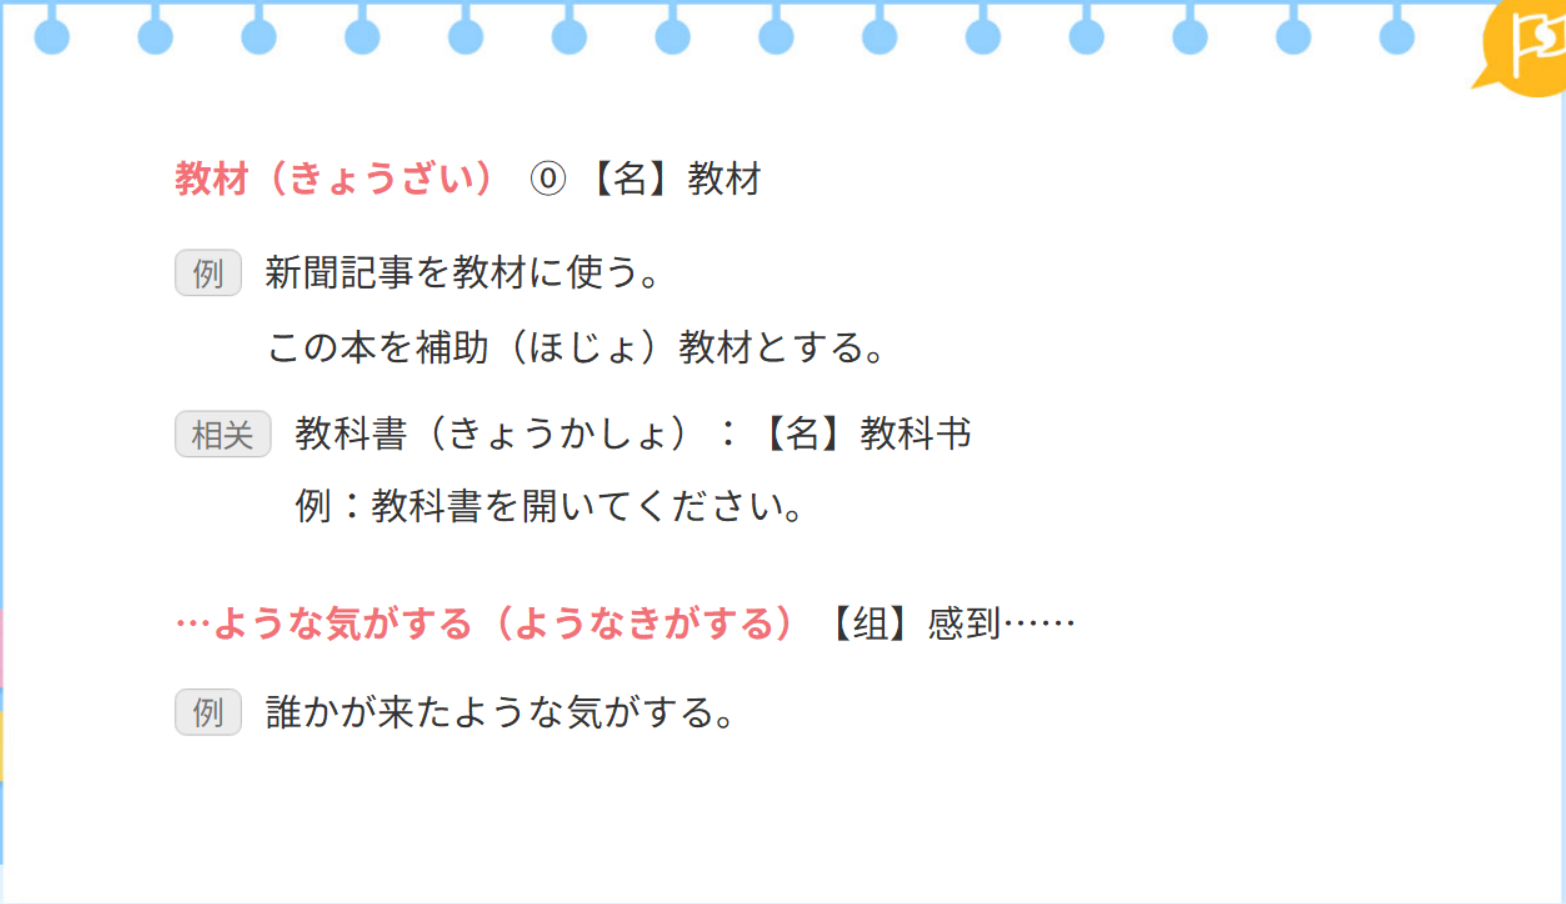 教材（きょうざい） ⓪ 【名】教材
例 新聞記事を教材に使う。
この本を補助（ほじょ）教材とする。
相关 教科書（きょうかしょ）：【名】教科书
例：教科書を開いてください。
…ような気がする（ようなきがする）【组】感到……
例 誰かが来たような気がする。